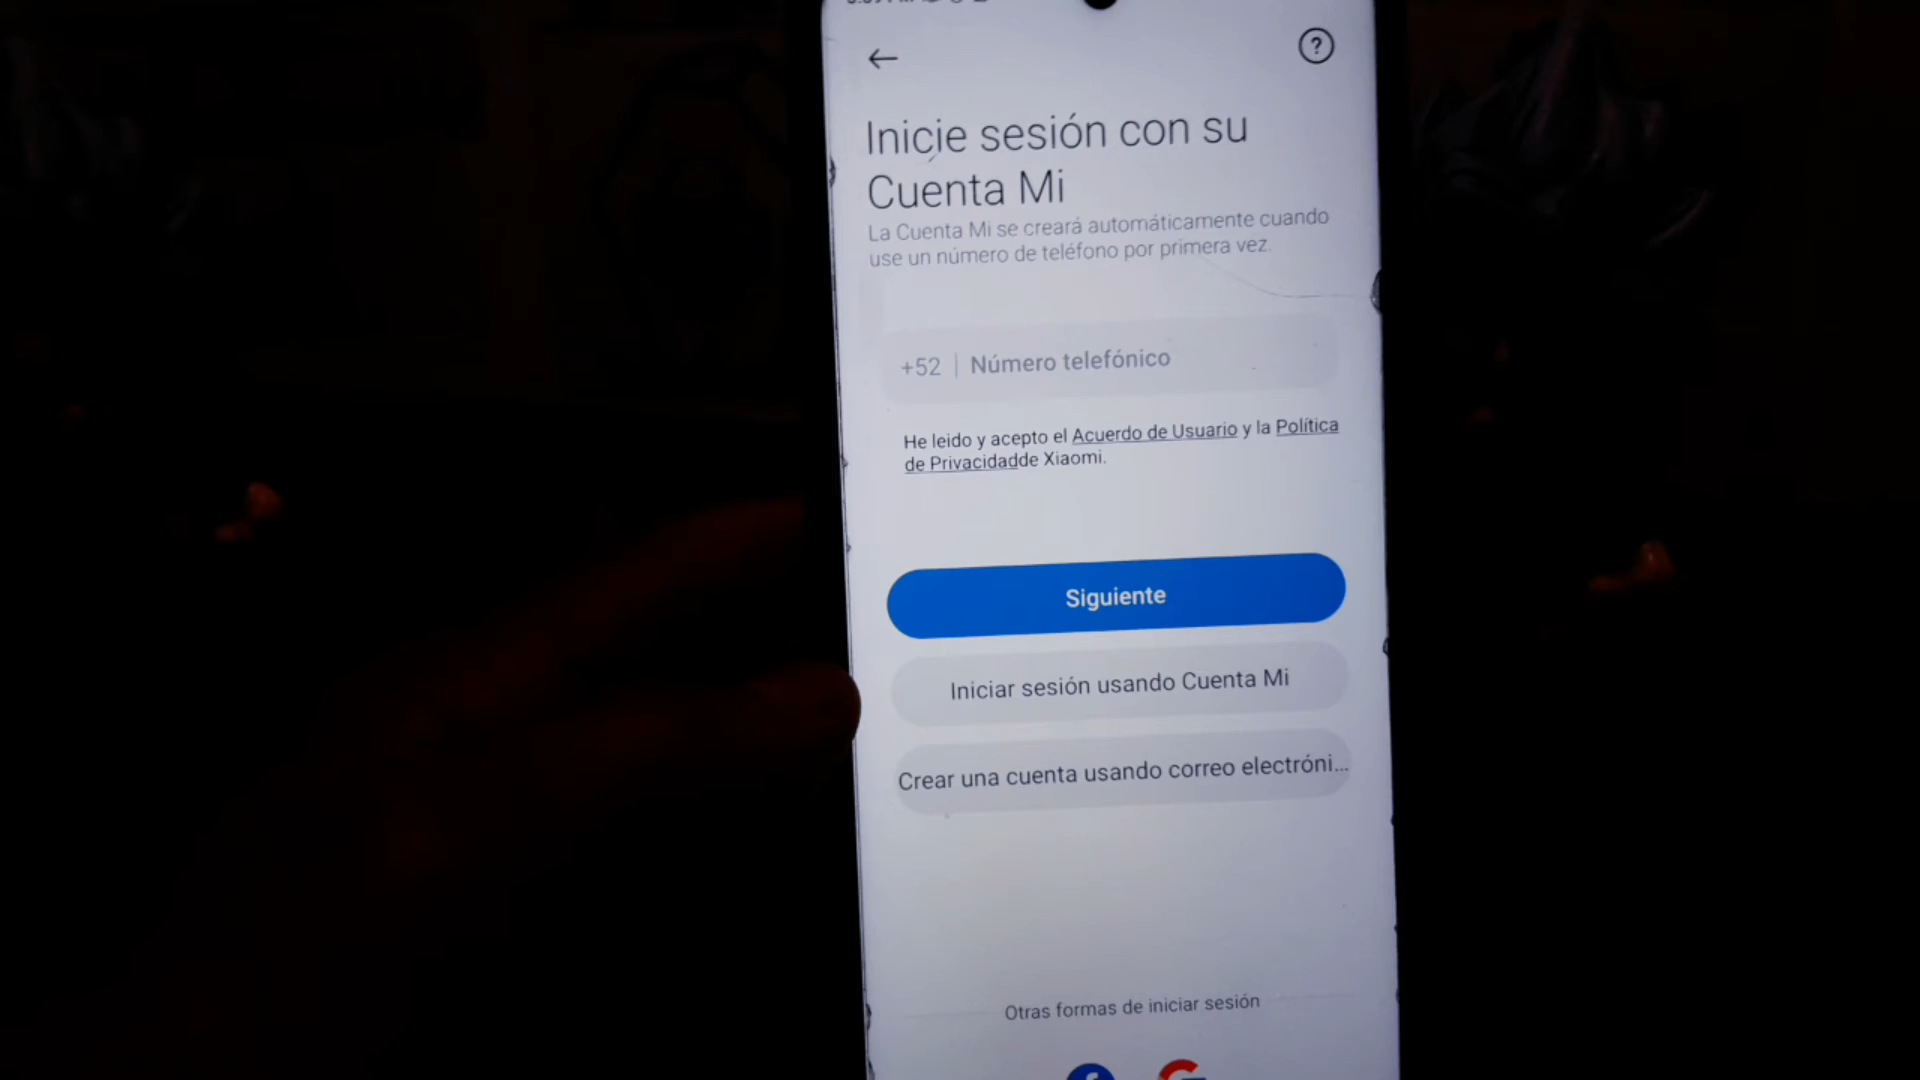 ?
Inicie sesión con su
Cuenta Mi
La Cuenta Mi se creará automáticamente cuando
use un número de teléfono por primera vez.
+52 | Número telefónico
He leido y acepto el Acuerdo de Usuario y la Política
de Privacidadde Xiaomi.
Siguiente
Iniciar sesión usando Cuenta Mi
Crear una cuenta usando correo electróni...
Otras formas de iniciar sesión